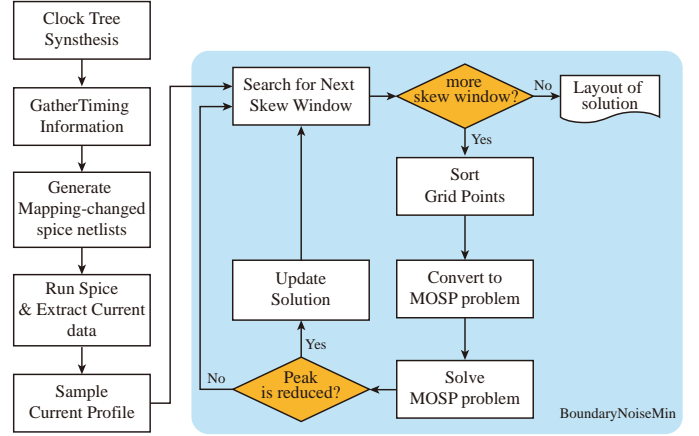 Clock Tree
Synsthesis
GatherTiming
Information
Generate
Mapping-changed
spice netlists
Run Spice
& Extract Current
data
Sample
Current Profile
Search for Next
Skew Window
more
skew window?
No
Layout of
solution
Yes
Sort
Grid Points
Convert to
MOSP problem
Solve
MOSP problem
Peak
is reduced?
No
Yes
Update
Solution
BoundaryNoiseMin